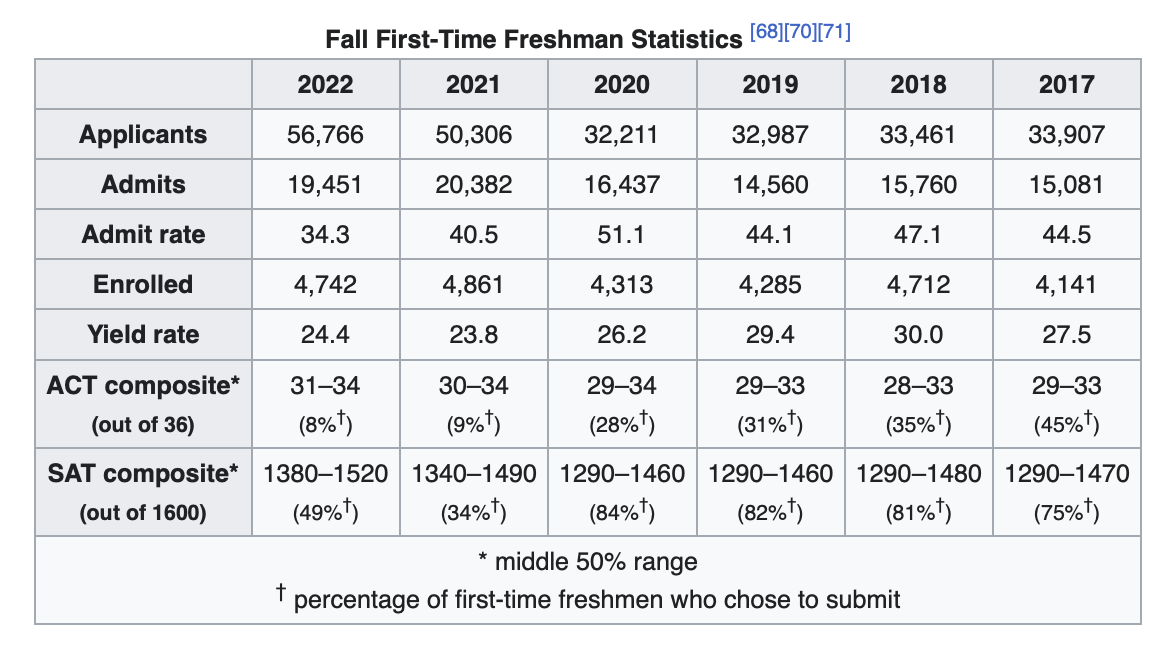 Fall First-Time Freshman Statistics [68][70][71]
2022 2021 2020 2019 2018 2017
Applicants 56,766 50,306 32,211 32,987 33,461 33,907
Admits 19,451 20,382 16,437 14,560 15,760 15,081
Admit rate 34.3 40.5 51.1 44.1 47.1 44.5
Enrolled 4,742 4,861 4,313 4,285 4,712 4,141
Yield rate 24.4 23.8 26.2 29.4 30.0 27.5
ACT composite* 31–34 30–34 29–34 29–33 28–33 29–33
(out of 36) (8%†) (9%†) (28%†) (31%†) (35%†) (45%†)
SAT composite* 1380–1520 1340–1490 1290–1460 1290–1460 1290–1480 1290–1470
(out of 1600) (49%†) (34%†) (84%†) (82%†) (81%†) (75%†)
* middle 50% range
† percentage of first-time freshmen who chose to submit